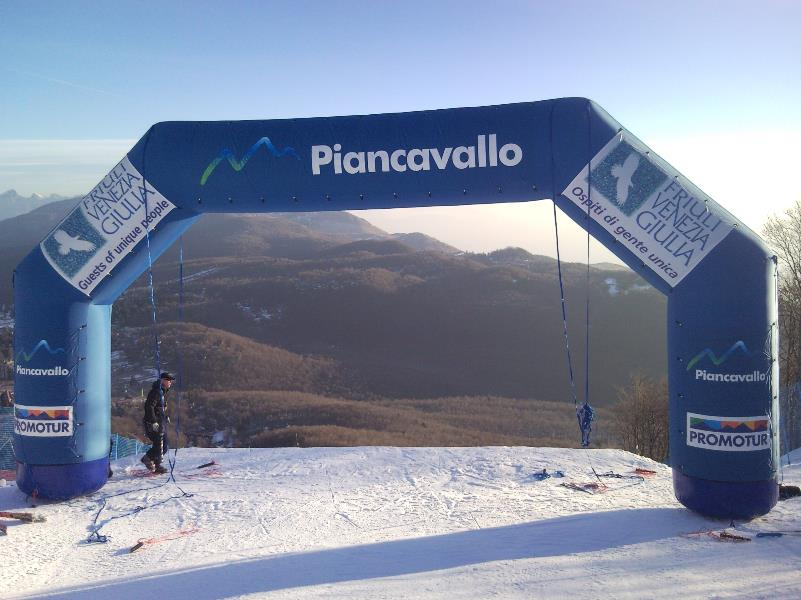 Piancavallo
FRIULI
VENEZIA
GIULIA
Guests of unique people
FRIULI
VENEZIA
GIULIA
Ospiti di gente unica
Piancavallo
PROMOTUR
Piancavallo
PROMOTUR